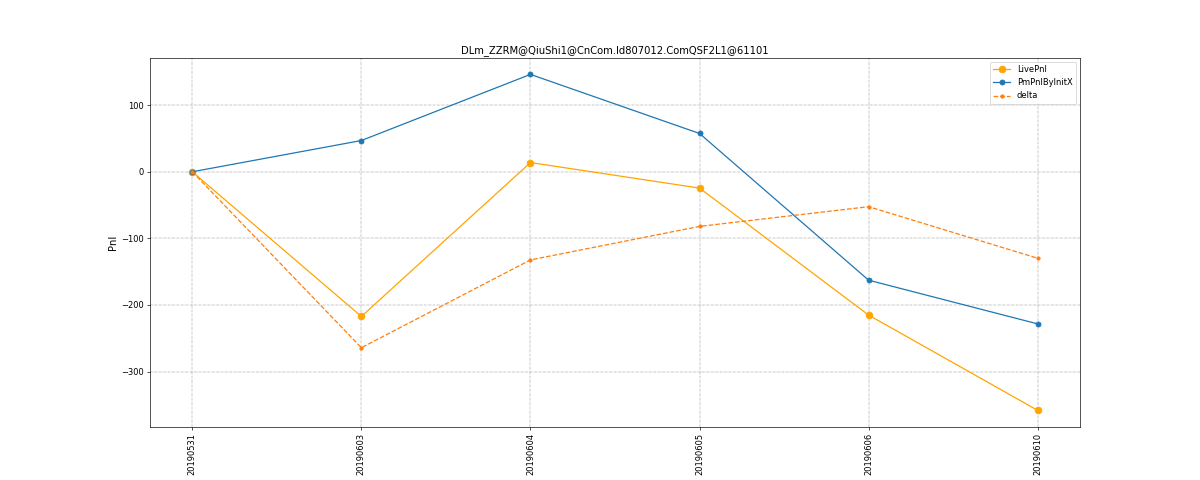 DLm_ZZRM@QiuShi1@CnCom.Id807012.ComQSF2L1@61101
LivePnl
PmPnlByInitX
delta
Pnl
100
0
−100
−200
−300
20190531
20190603
20190604
20190605
20190606
20190610